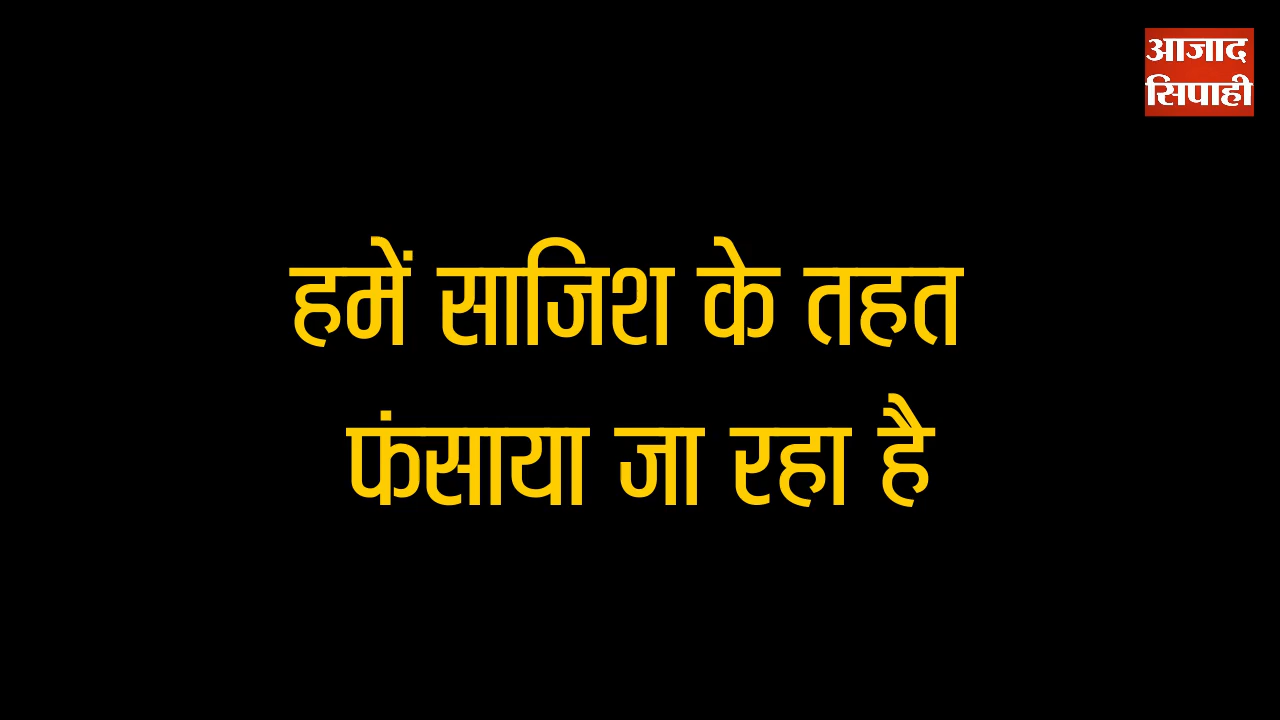 आजाद
सिपाही
हमें साजिश के तहत
फंसाया जा रहा है